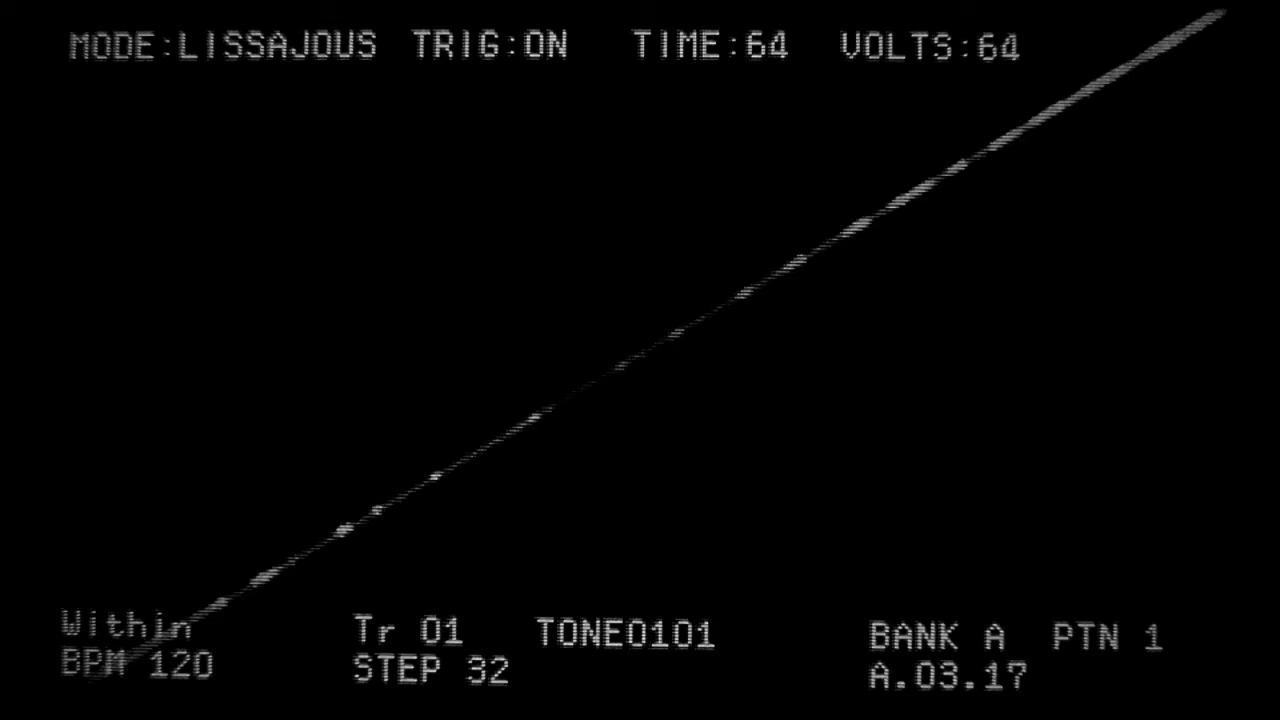 MODE:LISSAJOUS TRIG:ON TIME:64 VOLTS:64
Within Tr 01 TONE0101 BANK A PTN 1
BPM 120 STEP 32 A.03.17